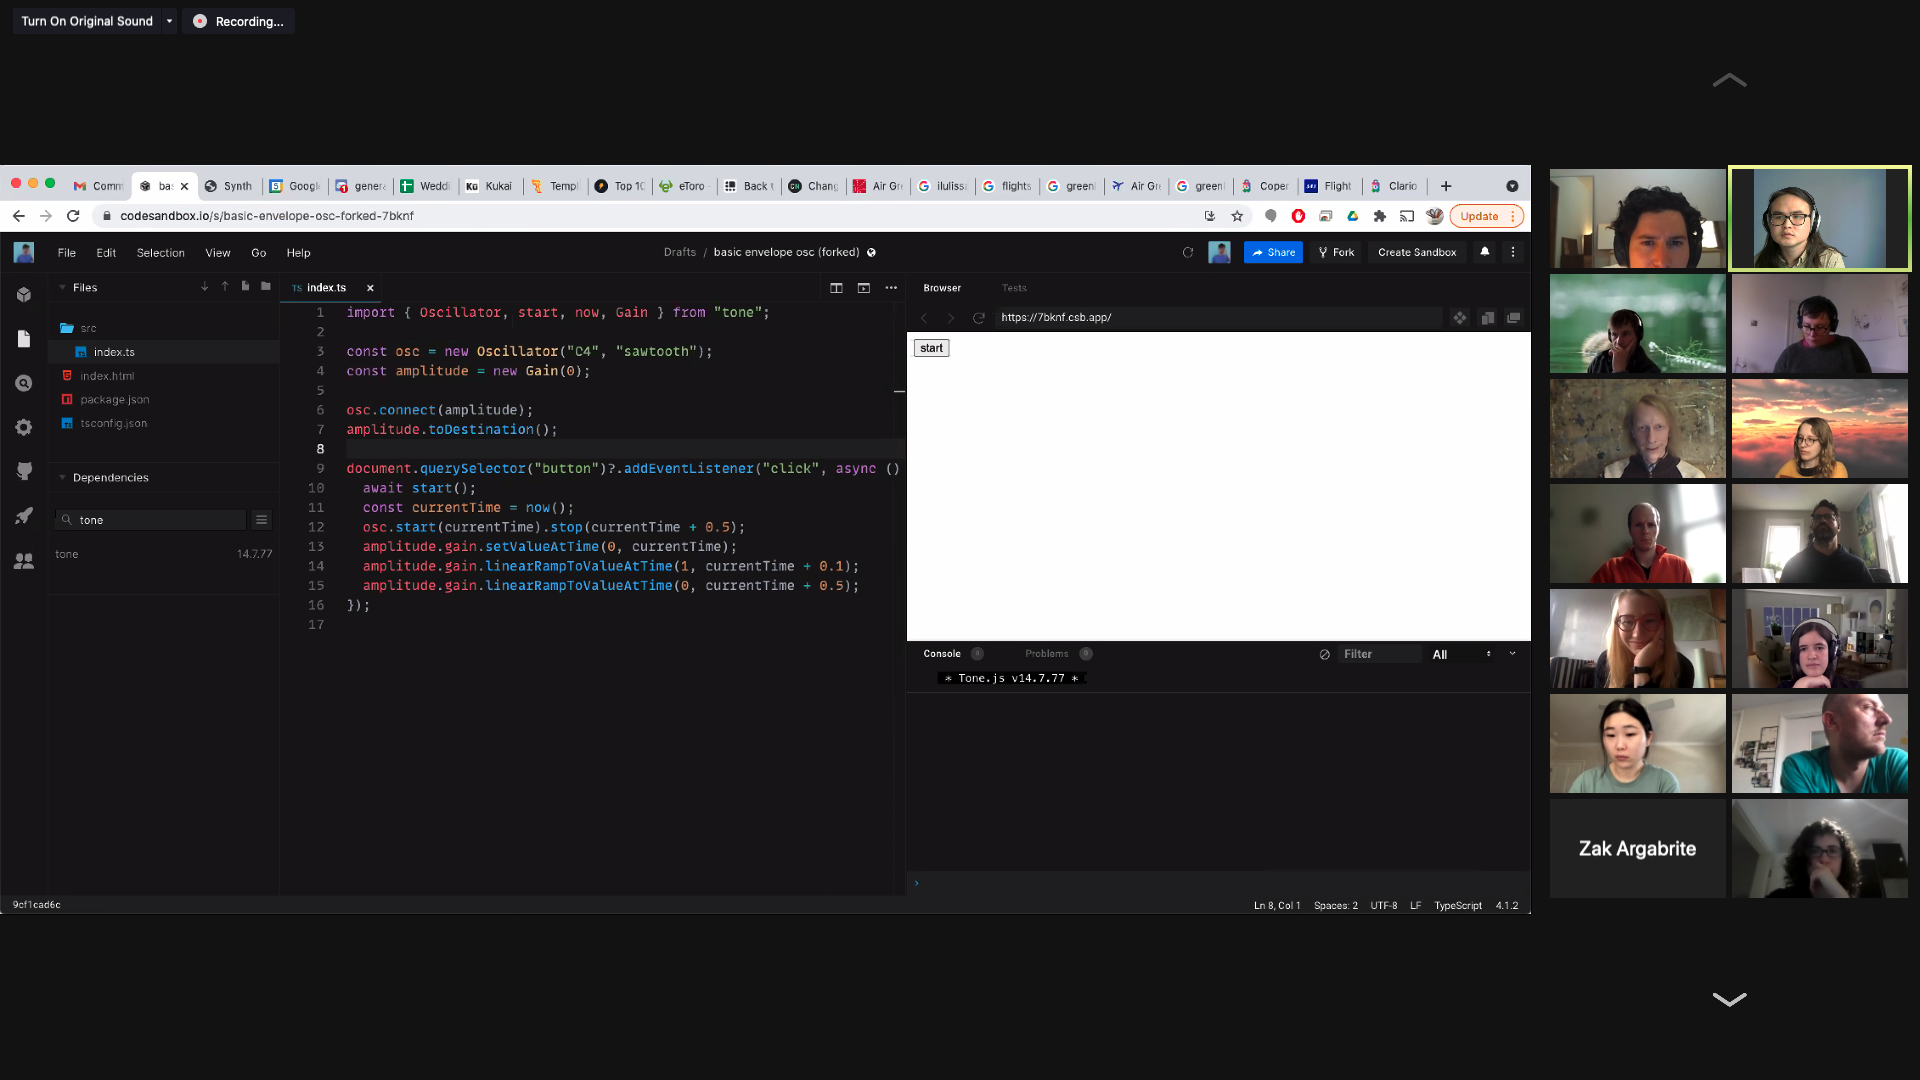 Turn On Original Sound
Recording...
Comm
bas
Synth
Googl
genera
Weddi
Kukai
Templ
Top 10
eToro
Back t
Chang
Air Gr
ilulissa
flights
green
Air Gre
green
Coper
Flight
Clario
codesandbox.io/s/basic-envelope-osc-forked-7bknf
Update
File Edit Selection View Go Help
Drafts / basic envelope osc (forked)
Share
Fork
Create Sandbox
Files
src
TS index.ts
index.html
package.json
TS tsconfig.json
Dependencies
tone
tone 14.7.77
TS index.ts
1 import { Oscillator, start, now, Gain } from "tone";
2
3 const osc = new Oscillator("C4", "sawtooth");
4 const amplitude = new Gain(0);
5
6 osc.connect(amplitude);
7 amplitude.toDestination();
8
9 document.querySelector("button")?.addEventListener("click", async ()
10 await start();
11 const currentTime = now();
12 osc.start(currentTime).stop(currentTime + 0.5);
13 amplitude.gain.setValueAtTime(0, currentTime);
14 amplitude.gain.linearRampToValueAtTime(1, currentTime + 0.1);
15 amplitude.gain.linearRampToValueAtTime(0, currentTime + 0.5);
16 });
17
Browser Tests
https://7bknf.csb.app/
start
Console 0 Problems 0 Filter All
* Tone.js v14.7.77 *
9cf1cad6c
Ln 8, Col 1 Spaces: 2 UTF-8 LF TypeScript 4.1.2
Zak Argabrite